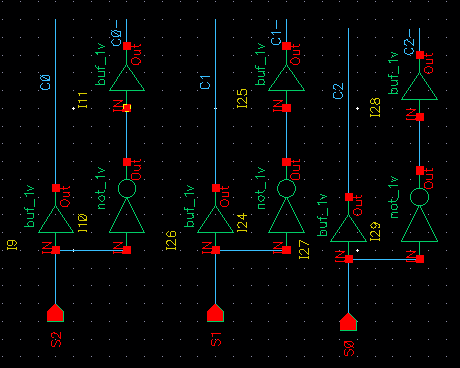 C0
buf_1v
C0-
Out
IN
I11
C1
buf_1v
C1-
Out
IN
I25
C2
buf_1v
C2-
Out
IN
I28
buf_1v
Out
IN
I9
not_1v
Out
IN
I10
buf_1v
Out
IN
I26
not_1v
Out
IN
I24
I27
buf_1v
Out
IN
I29
not_1v
Out
IN
S2
S1
S0